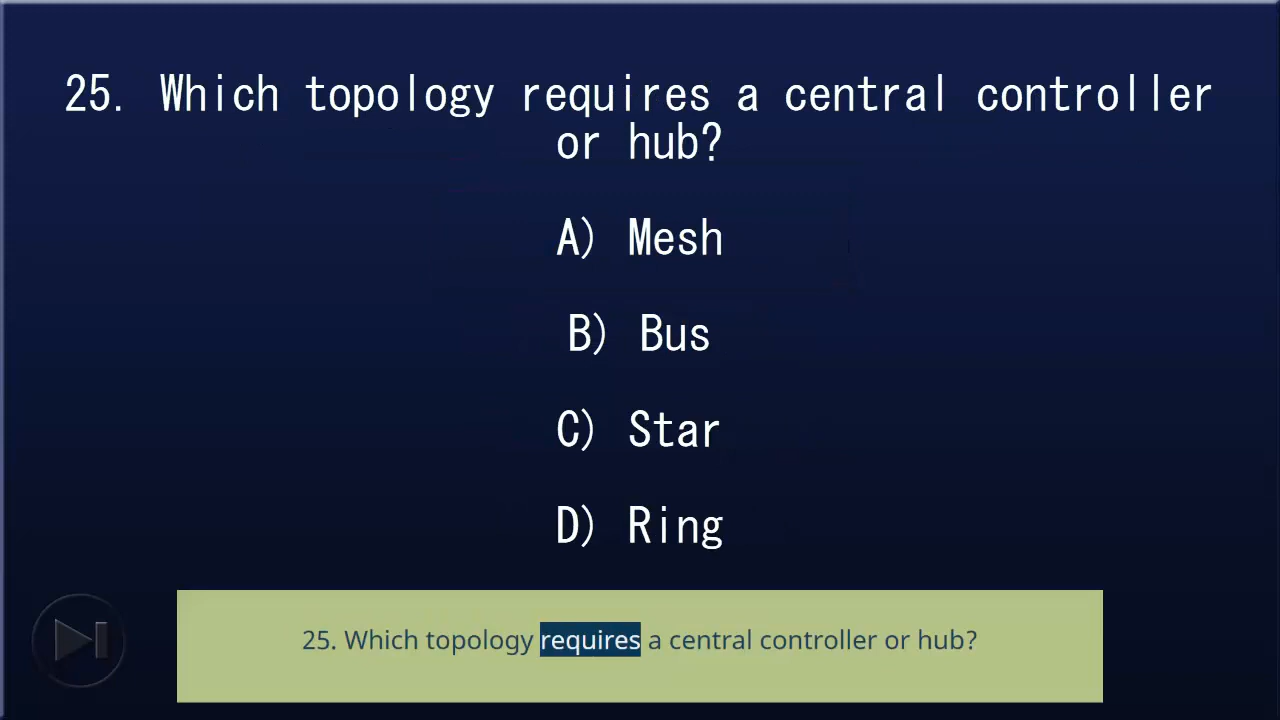 25. Which topology requires a central controller
or hub?
A) Mesh
B) Bus
C) Star
D) Ring
25. Which topology requires a central controller or hub?